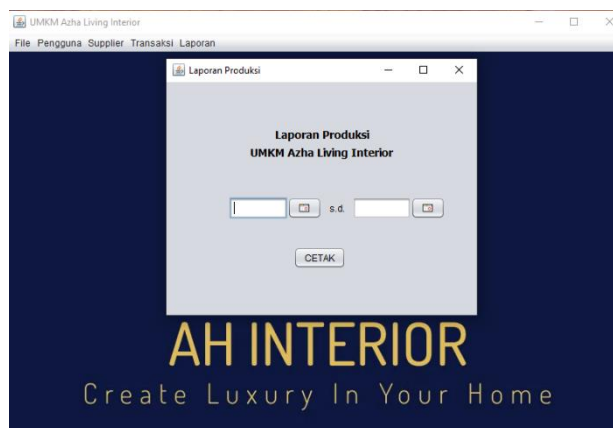 UMKM Azha Living Interior
File Pengguna Supplier Transaksi Laporan
Laporan Produksi
Laporan Produksi
UMKM Azha Living Interior
s.d.
CETAK
AH INTERIOR
Create Luxury In Your Home